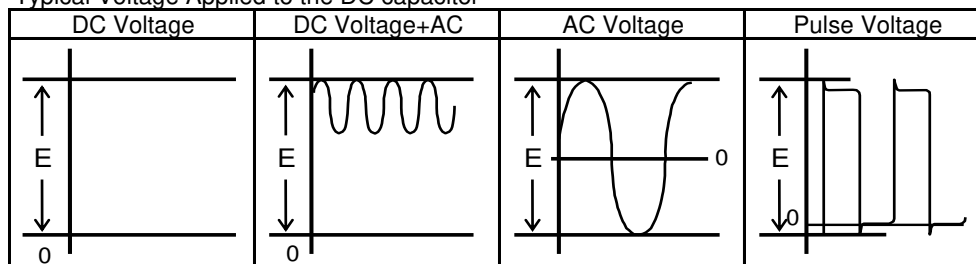 Typical Voltage Applied to the DC capacitor
DC Voltage DC Voltage+AC AC Voltage Pulse Voltage
E E E 0 E
0
0 0